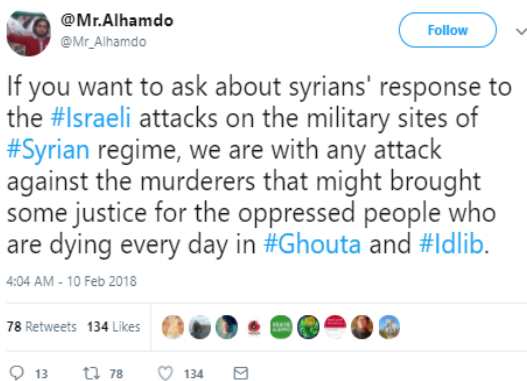 @Mr.Alhamdo
@Mr_Alhamdo
Follow
If you want to ask about syrians' response to
the #Israeli attacks on the military sites of
#Syrian regime, we are with any attack
against the murderers that might brought
some justice for the oppressed people who
are dying every day in #Ghouta and #Idlib.
4:04 AM - 10 Feb 2018
78 Retweets 134 Likes
13 78 134